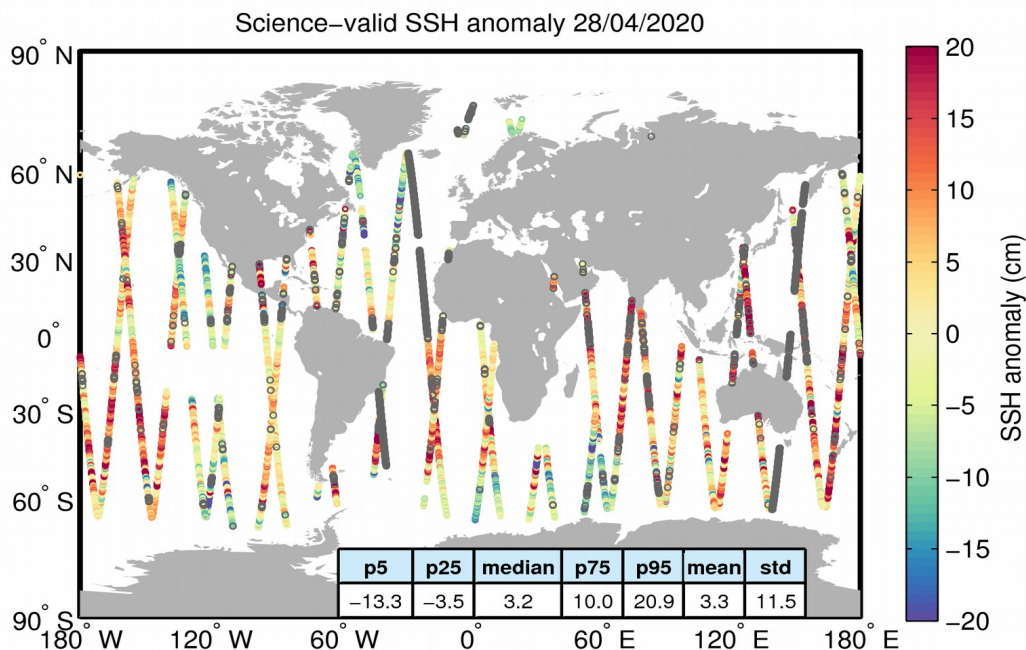 Science−valid SSH anomaly 28/04/2020
90° N
60° N
30° N
0°
30° S
60° S
90° S
180° W
120° W
60° W
0°
60° E
120° E
180° E
p5 p25 median p75 p95 mean std
−13.3 −3.5 3.2 10.0 20.9 3.3 11.5
20
15
10
5
0
−5
−10
−15
−20
SSH anomaly (cm)